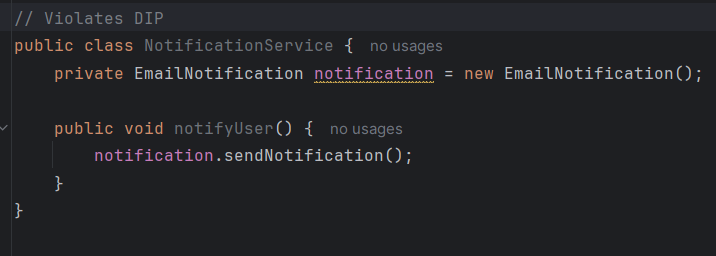 // Violates DIP
public class NotificationService {  no usages
    private EmailNotification notification = new EmailNotification();
    public void notifyUser() {  no usages
        notification.sendNotification();
    }
}